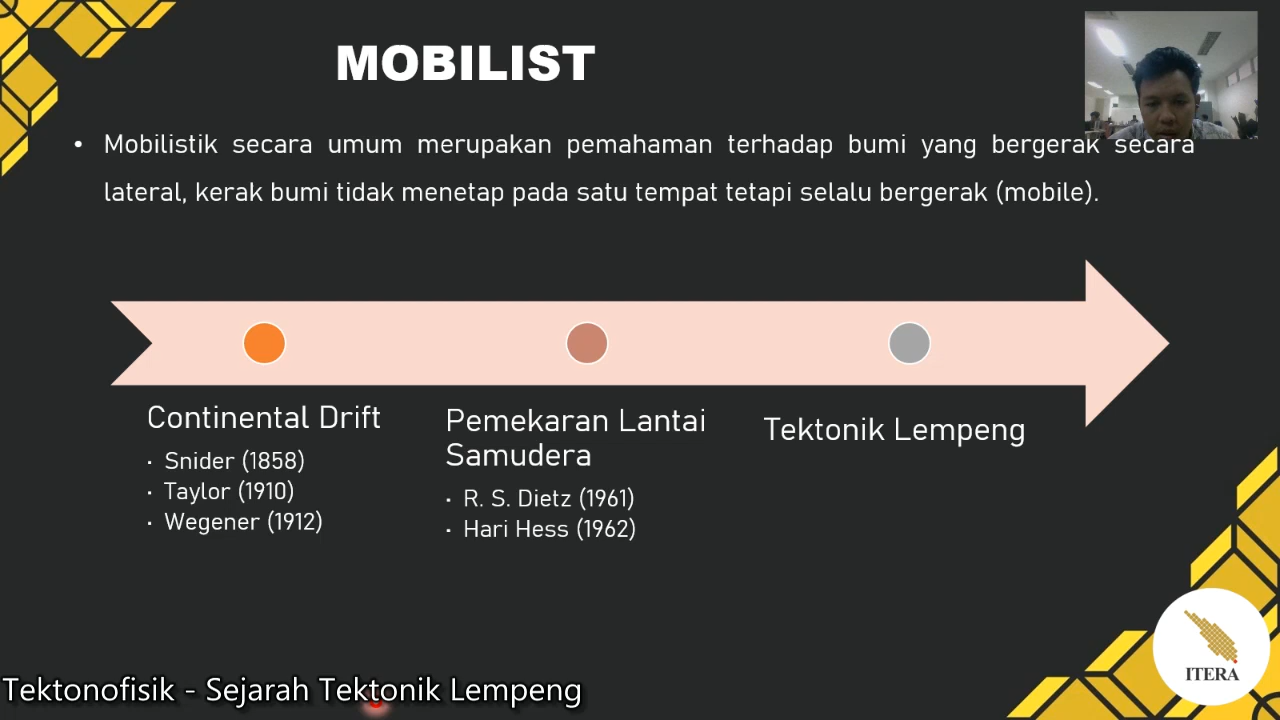 MOBILIST
• Mobilistik secara umum merupakan pemahaman terhadap bumi yang bergerak secara
lateral, kerak bumi tidak menetap pada satu tempat tetapi selalu bergerak (mobile).
Continental Drift
· Snider (1858)
· Taylor (1910)
· Wegener (1912)
Pemekaran Lantai
Samudera
· R. S. Dietz (1961)
· Hari Hess (1962)
Tektonik Lempeng
ITERA
Tektonofisik - Sejarah Tektonik Lempeng